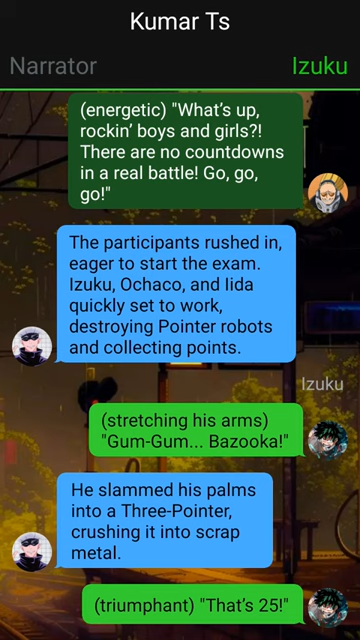 Kumar Ts
Narrator
Izuku
(energetic) "What's up,
rockin' boys and girls?!
There are no countdowns
in a real battle! Go, go,
go!"
The participants rushed in,
eager to start the exam.
Izuku, Ochaco, and Iida
quickly set to work,
destroying Pointer robots
and collecting points.
Izuku
(stretching his arms)
"Gum-Gum... Bazooka!"
He slammed his palms
into a Three-Pointer,
crushing it into scrap
metal.
(triumphant) "That's 25!"